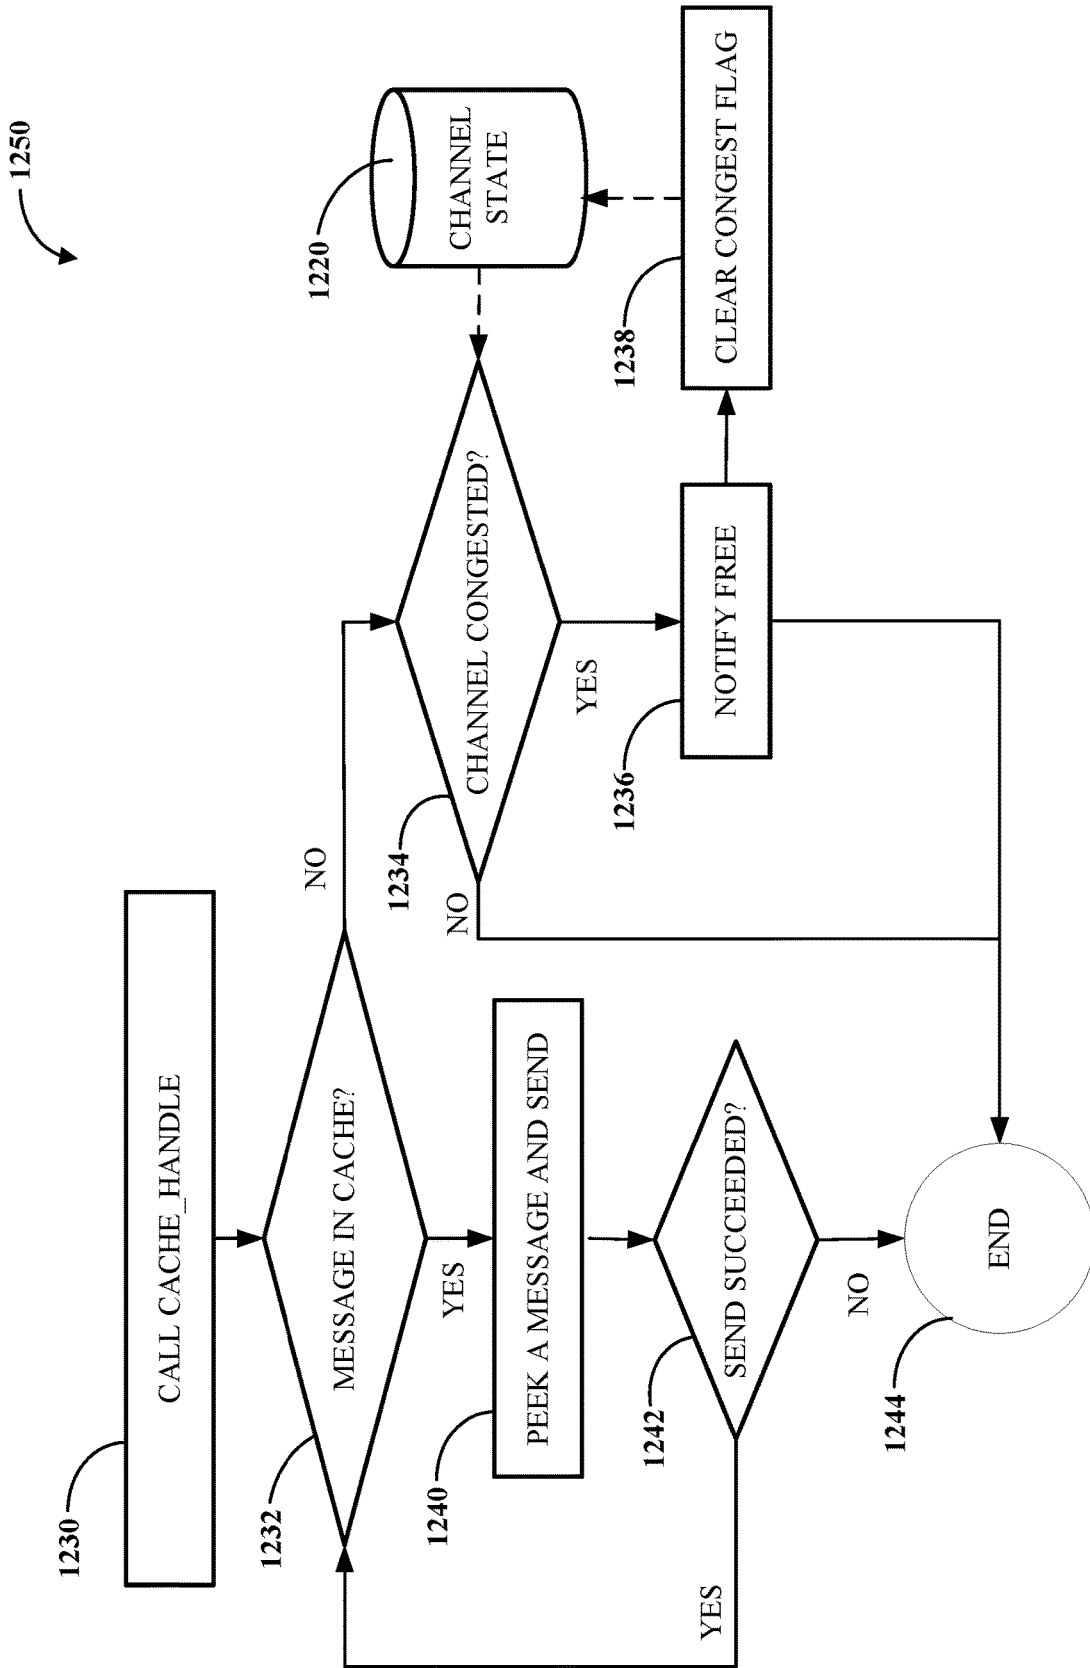 1250
CALL CACHE_HANDLE
1230
MESSAGE IN CACHE?
1232
NO
YES
CHANNEL
STATE
1220
CHANNEL CONGESTED?
1234
NO
YES
PEEK A MESSAGE AND SEND
1240
NOTIFY FREE
1236
CLEAR CONGEST FLAG
1238
SEND SUCCEEDED?
1242
YES
NO
END
1244